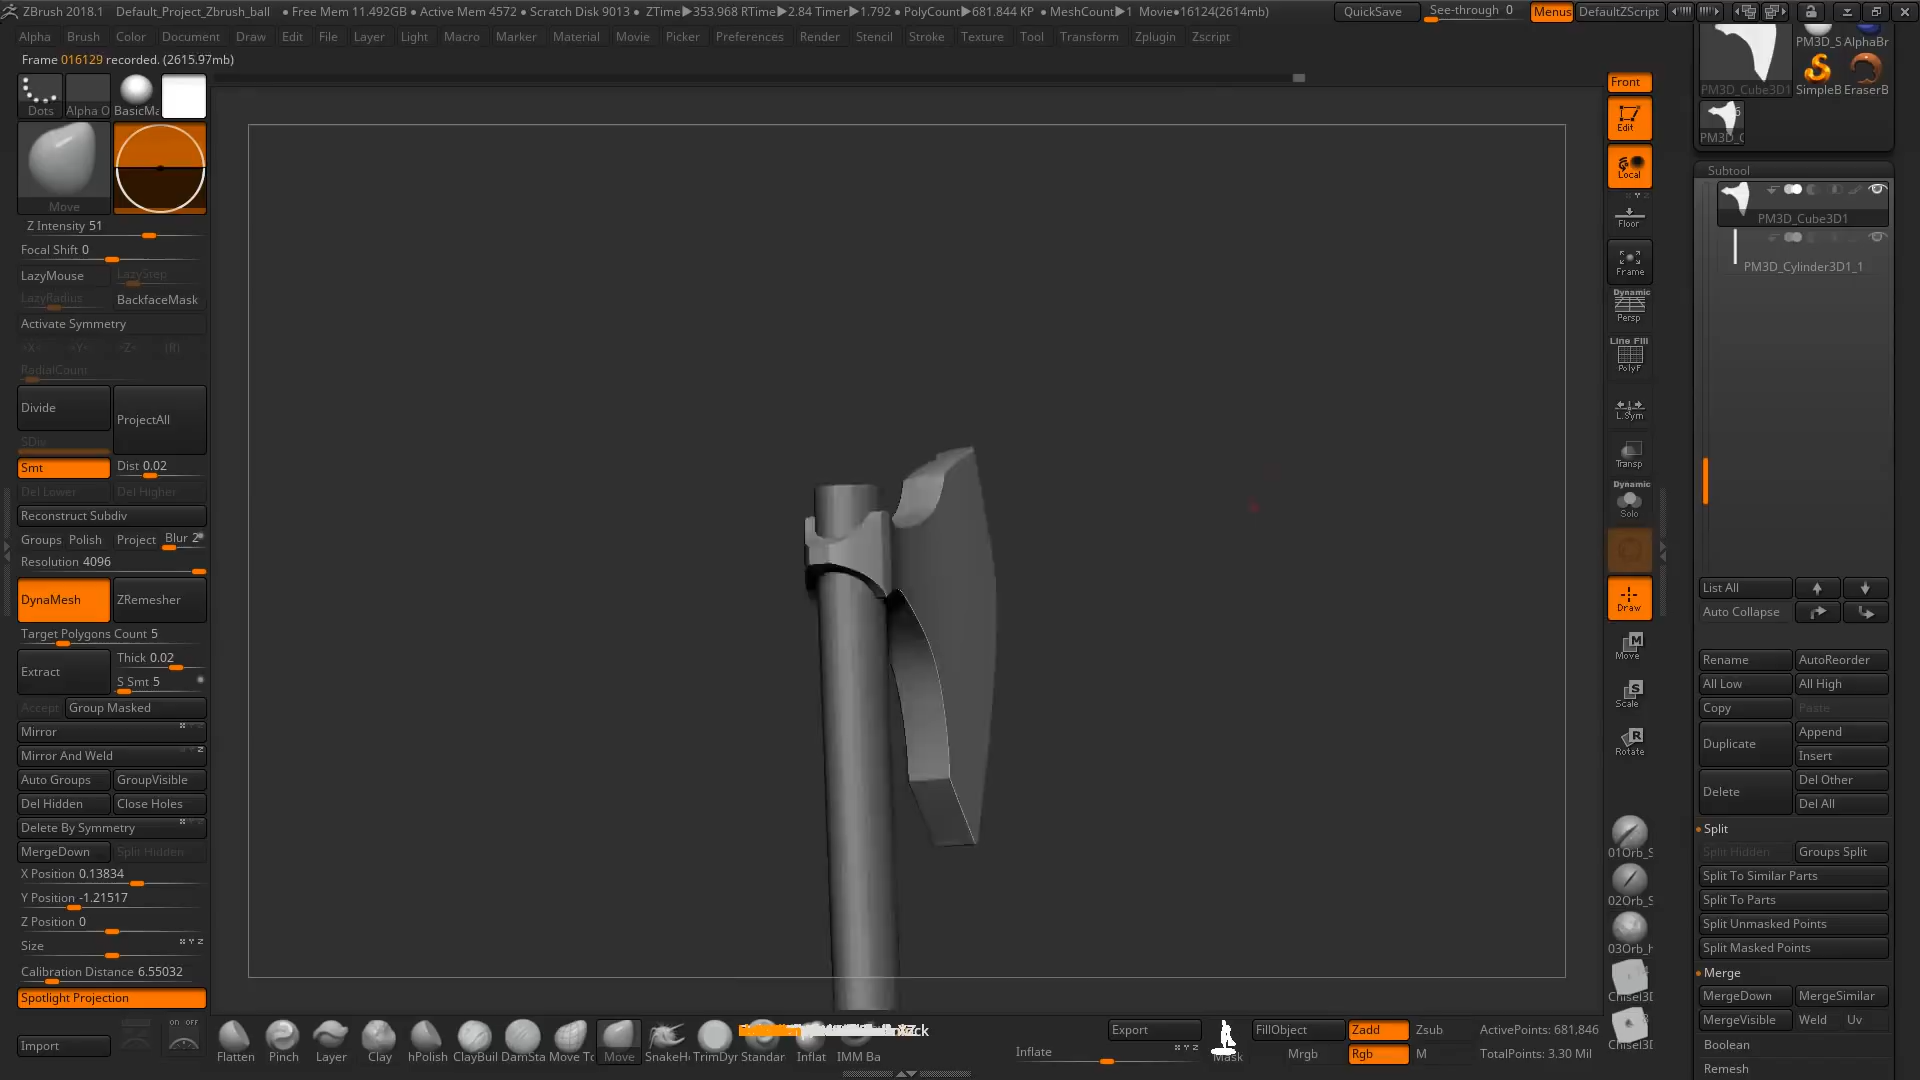 ZBrush 2018.1 Default_Project_Zbrush_ball • Free Mem 11.492GB • Active Mem 4572 • Scratch Disk 9013 • ZTime▶353.968 RTime▶2.84 Timer▶1.792 • PolyCount▶681.844 KP • MeshCount▶1 Movie●16124(2614mb) QuickSave See-through 0 Menus DefaultZScript
Alpha Brush Color Document Draw Edit File Layer Light Macro Marker Material Movie Picker Preferences Render Stencil Stroke Texture Tool Transform Zplugin Zscript
Frame 016129 recorded. (2615.97mb)
Dots Alpha O BasicMa
Move
Z Intensity 51
Focal Shift 0
LazyMouse LazyStep
LazyRadius BackfaceMask
Activate Symmetry
>X< >Y< >Z< (R)
RadialCount
Divide ProjectAll
SDiv
Smt Dist 0.02
Del Lower Del Higher
Reconstruct Subdiv
Groups Polish Project Blur 2
Resolution 4096
DynaMesh ZRemesher
Target Polygons Count 5
Extract Thick 0.02
S Smt 5
Accept Group Masked
Mirror
Mirror And Weld
Auto Groups GroupVisible
Del Hidden Close Holes
Delete By Symmetry
MergeDown Split Hidden
X Position 0.13834
Y Position -1.21517
Z Position 0
Size
Calibration Distance 6.55032
Spotlight Projection
Import
ON OFF
Flatten Pinch Layer Clay hPolish ClayBuil DamSta Move To Move SnakeH TrimDyn Standar Inflat IMM Ba
Export
Inflate
Mask
FillObject Zadd Zsub
Mrgb Rgb M
ActivePoints: 681,846
TotalPoints: 3.30 Mil
Front
Edit
Local
Floor
Frame
Dynamic
Persp
Line Fill
PolyF
L.Sym
Transp
Dynamic
Solo
Draw
Move
Scale
Rotate
01Orb_S
02Orb_S
03Orb_h
Chisel3D
Chisel3D
PM3D_S AlphaBr
PM3D_Cube3D1 SimpleB EraserB
PM3D_C
Subtool
PM3D_Cube3D1
PM3D_Cylinder3D1_1
List All
Auto Collapse
Rename AutoReorder
All Low All High
Copy Paste
Duplicate Append
Insert
Delete Del Other
Del All
Split
Split Hidden Groups Split
Split To Similar Parts
Split To Parts
Split Unmasked Points
Split Masked Points
Merge
MergeDown MergeSimilar
MergeVisible Weld Uv
Boolean
Remesh